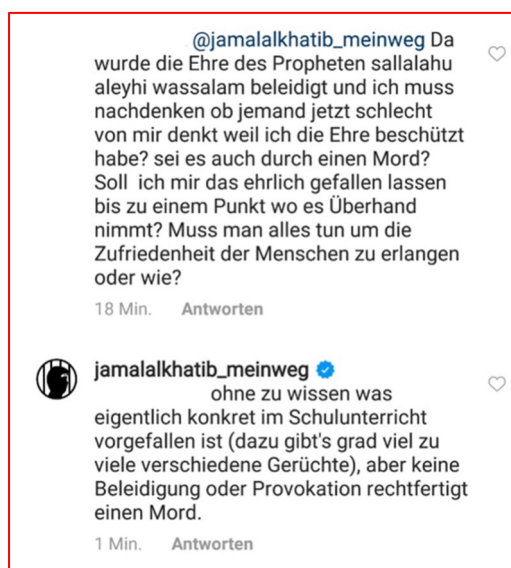 @jamalalkhatib_meinweg Da
wurde die Ehre des Propheten sallalahu
aleyhi wassalam beleidigt und ich muss
nachdenken ob jemand jetzt schlecht
von mir denkt weil ich die Ehre beschützt
habe? sei es auch durch einen Mord?
Soll ich mir das ehrlich gefallen lassen
bis zu einem Punkt wo es Überhand
nimmt? Muss man alles tun um die
Zufriedenheit der Menschen zu erlangen
oder wie?
18 Min. Antworten
jamalalkhatib_meinweg
ohne zu wissen was
eigentlich konkret im Schulunterricht
vorgefallen ist (dazu gibt's grad viel zu
viele verschiedene Gerüchte), aber keine
Beleidigung oder Provokation rechtfertigt
einen Mord.
1 Min. Antworten